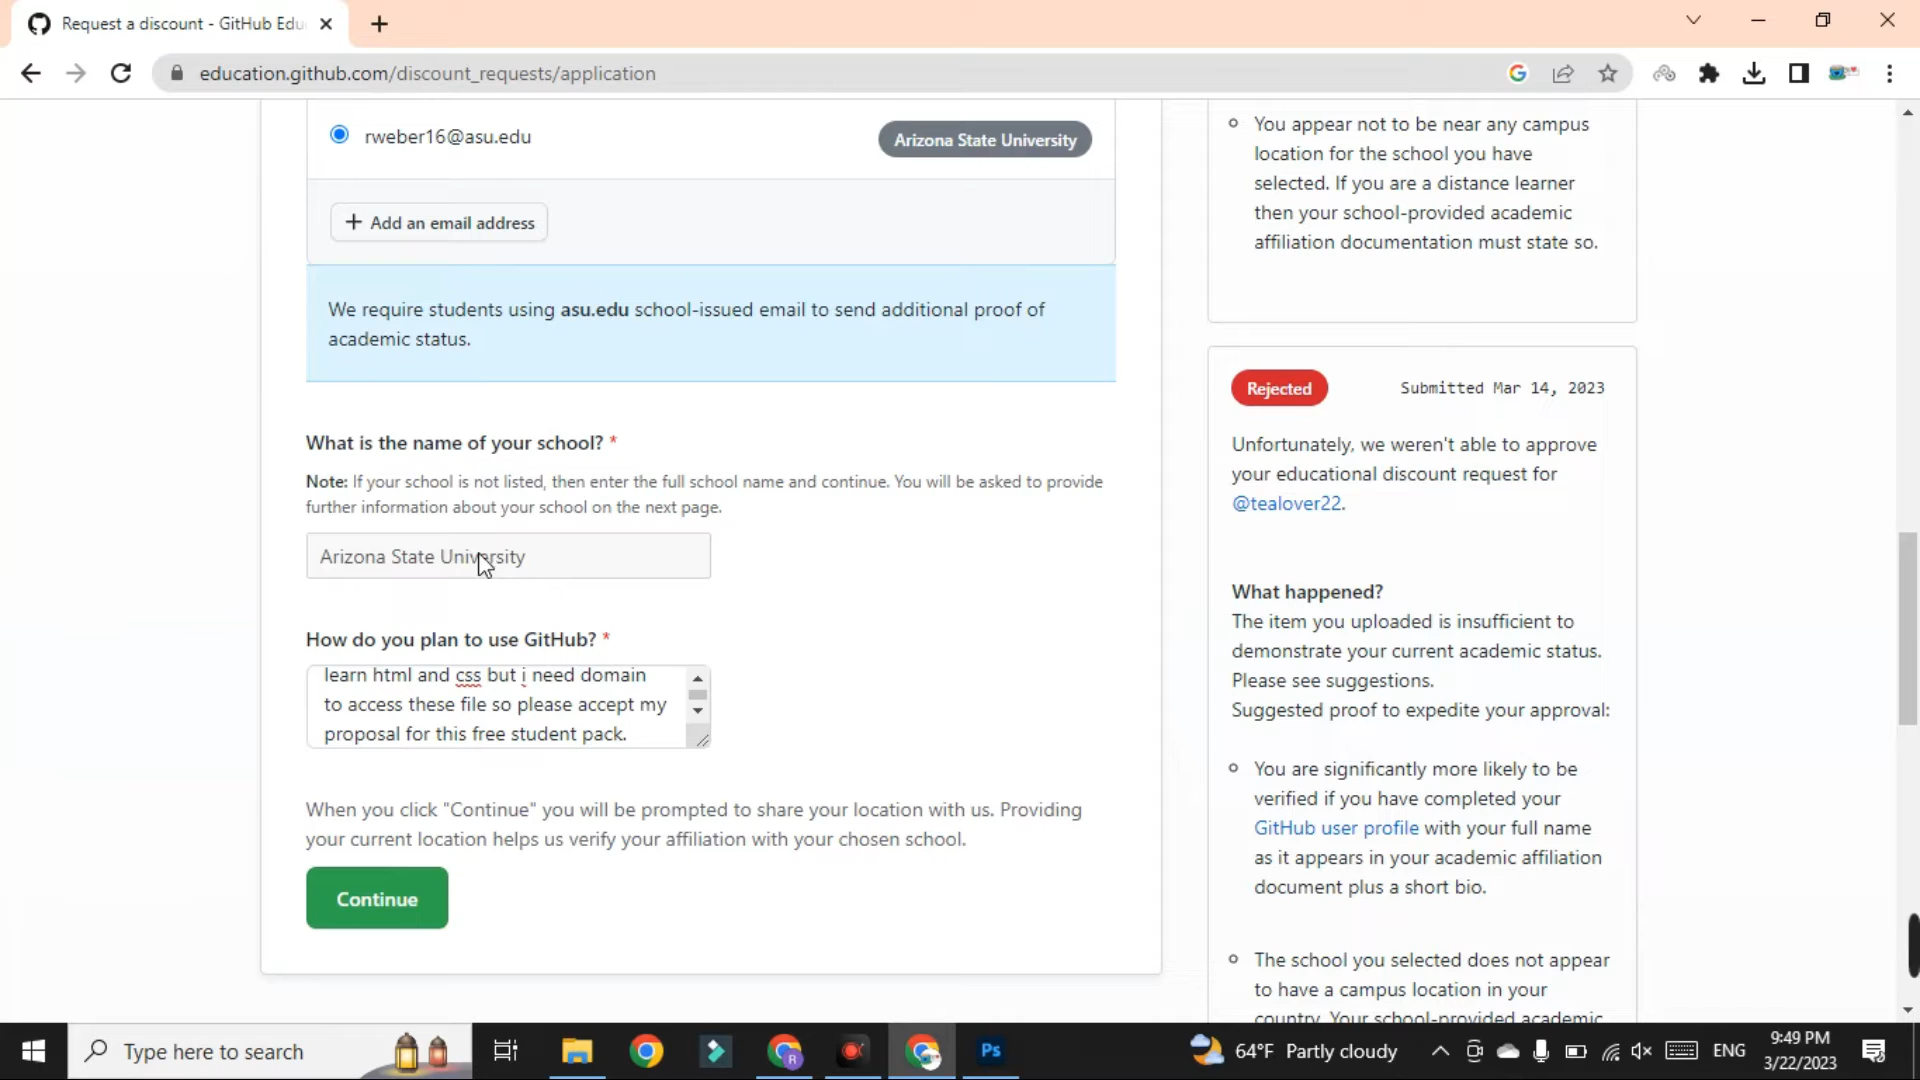 Request a discount - GitHub Edu
education.github.com/discount_requests/application
rweber16@asu.edu
Arizona State University
+ Add an email address
We require students using asu.edu school-issued email to send additional proof of
academic status.
What is the name of your school? *
Note: If your school is not listed, then enter the full school name and continue. You will be asked to provide
further information about your school on the next page.
Arizona State University
How do you plan to use GitHub? *
learn html and css but i need domain
to access these file so please accept my
proposal for this free student pack.
When you click "Continue" you will be prompted to share your location with us. Providing
your current location helps us verify your affiliation with your chosen school.
Continue
You appear not to be near any campus
location for the school you have
selected. If you are a distance learner
then your school-provided academic
affiliation documentation must state so.
Rejected
Submitted Mar 14, 2023
Unfortunately, we weren't able to approve
your educational discount request for
@tealover22.
What happened?
The item you uploaded is insufficient to
demonstrate your current academic status.
Please see suggestions.
Suggested proof to expedite your approval:
You are significantly more likely to be
verified if you have completed your
GitHub user profile with your full name
as it appears in your academic affiliation
document plus a short bio.
The school you selected does not appear
to have a campus location in your
country. Your school-provided academic
Type here to search
R
Ps
64°F Partly cloudy
ENG
9:49 PM
3/22/2023